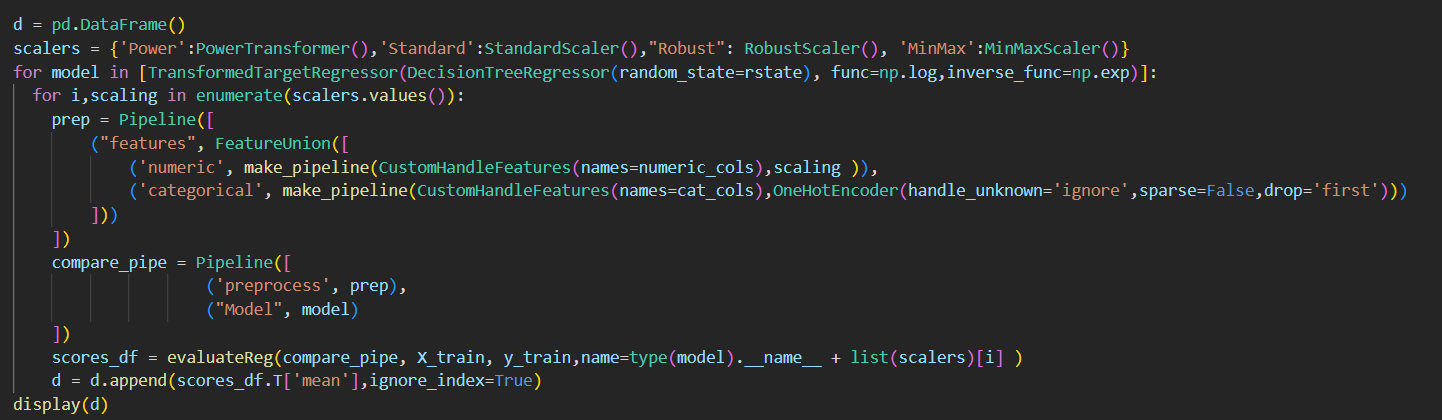 d = pd.DataFrame()
scalers = {'Power':PowerTransformer(),'Standard':StandardScaler(),"Robust": RobustScaler(), 'MinMax':MinMaxScaler()}
for model in [TransformedTargetRegressor(DecisionTreeRegressor(random_state=rstate), func=np.log,inverse_func=np.exp)]:
  for i,scaling in enumerate(scalers.values()):
    prep = Pipeline([
        ("features", FeatureUnion([
            ('numeric', make_pipeline(CustomHandleFeatures(names=numeric_cols),scaling )),
            ('categorical', make_pipeline(CustomHandleFeatures(names=cat_cols),OneHotEncoder(handle_unknown='ignore',sparse=False,drop='first')))
        ]))
    ])
    compare_pipe = Pipeline([
                    ('preprocess', prep),
                    ("Model", model)
    ])
    scores_df = evaluateReg(compare_pipe, X_train, y_train,name=type(model).__name__ + list(scalers)[i] )
    d = d.append(scores_df.T['mean'],ignore_index=True)
display(d)